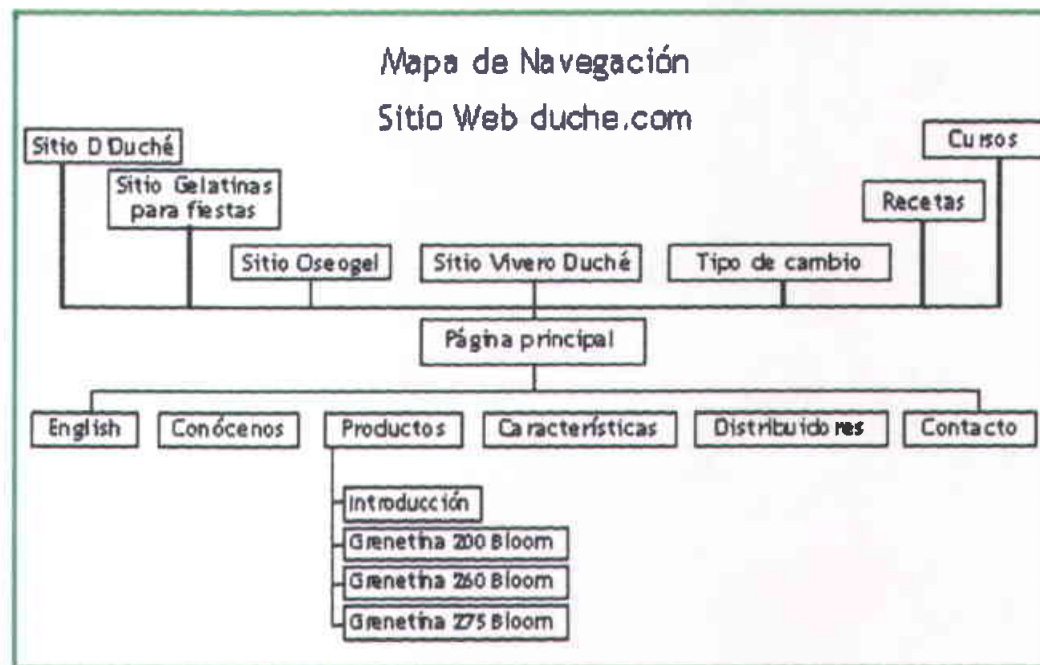 Mapa de Navegación
Sitio Web duche.com
Sitio D'Duché
Cursos
Sitio Gelatinas
para fiestas
Recetas
Sitio Oseogel
Sitio Vivero Duché
Tipo de cambio
Página principal
English
Conócenos
Productos
Características
Distribuidores
Contacto
Introducción
Grenetina 200 Bloom
Grenetina 260 Bloom
Grenetina 275 Bloom